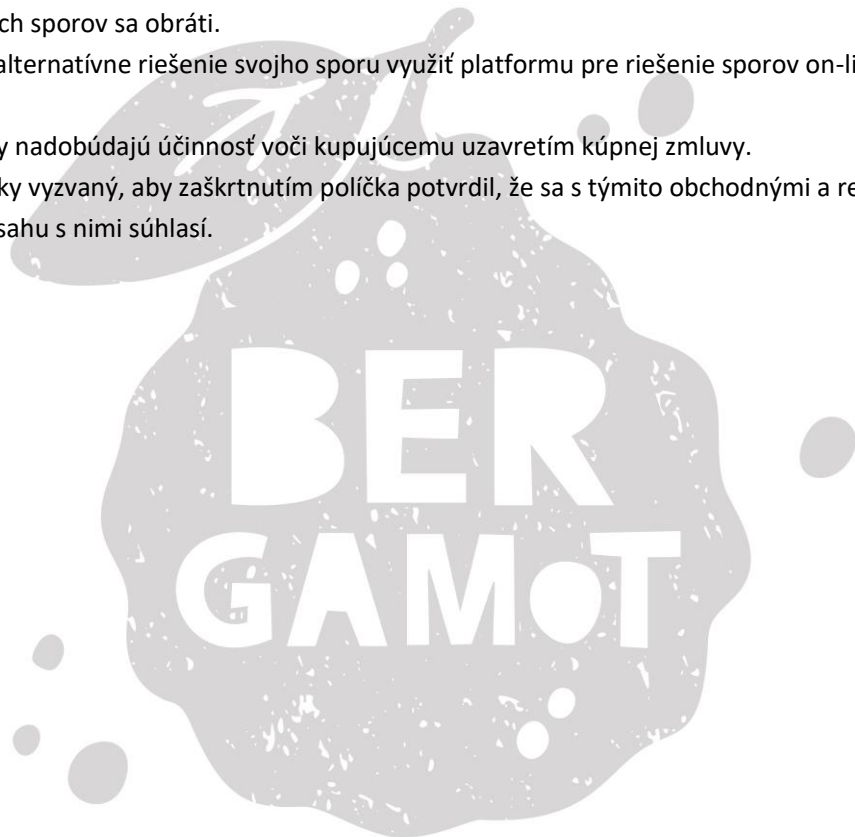 ch sporov sa obráti.
alternatívne riešenie svojho sporu využiť platformu pre riešenie sporov on-li
y nadobúdajú účinnosť voči kupujúcemu uzavretím kúpnej zmluvy.
ky vyzvaný, aby zaškrtnutím políčka potvrdil, že sa s týmito obchodnými a re
sahu s nimi súhlasí.
BER
GAMOT